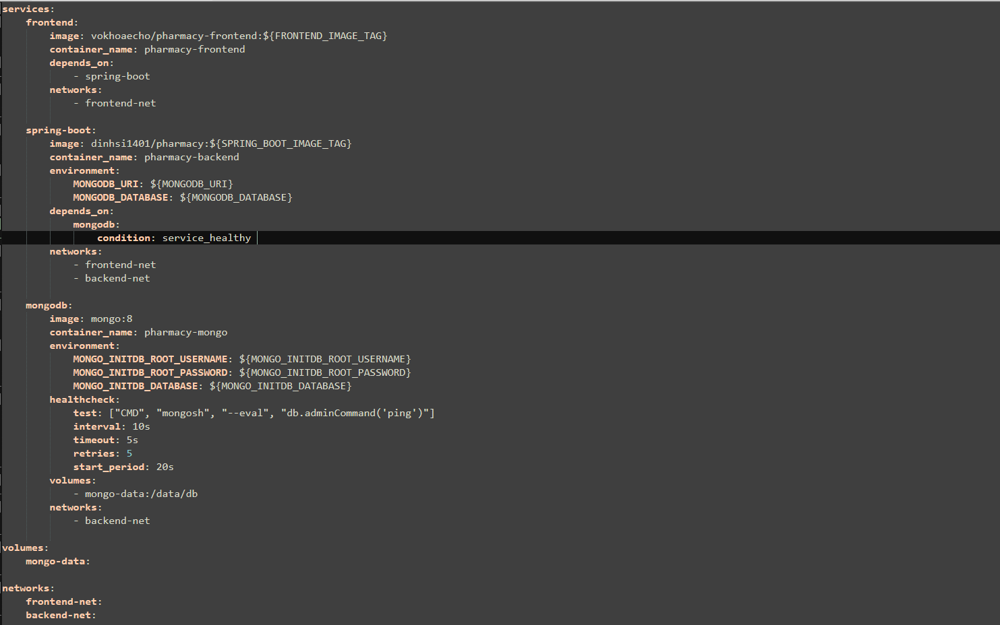 services:
    frontend:
        image: vokhoaecho/pharmacy-frontend:${FRONTEND_IMAGE_TAG}
        container_name: pharmacy-frontend
        depends_on:
            - spring-boot
        networks:
            - frontend-net

    spring-boot:
        image: dinhsi1401/pharmacy:${SPRING_BOOT_IMAGE_TAG}
        container_name: pharmacy-backend
        environment:
            MONGODB_URI: ${MONGODB_URI}
            MONGODB_DATABASE: ${MONGODB_DATABASE}
        depends_on:
            mongodb:
                condition: service_healthy
        networks:
            - frontend-net
            - backend-net

    mongodb:
        image: mongo:8
        container_name: pharmacy-mongo
        environment:
            MONGO_INITDB_ROOT_USERNAME: ${MONGO_INITDB_ROOT_USERNAME}
            MONGO_INITDB_ROOT_PASSWORD: ${MONGO_INITDB_ROOT_PASSWORD}
            MONGO_INITDB_DATABASE: ${MONGO_INITDB_DATABASE}
        healthcheck:
            test: ["CMD", "mongosh", "--eval", "db.adminCommand('ping')"]
            interval: 10s
            timeout: 5s
            retries: 5
            start_period: 20s
        volumes:
            - mongo-data:/data/db
        networks:
            - backend-net

volumes:
    mongo-data:

networks:
    frontend-net:
    backend-net: